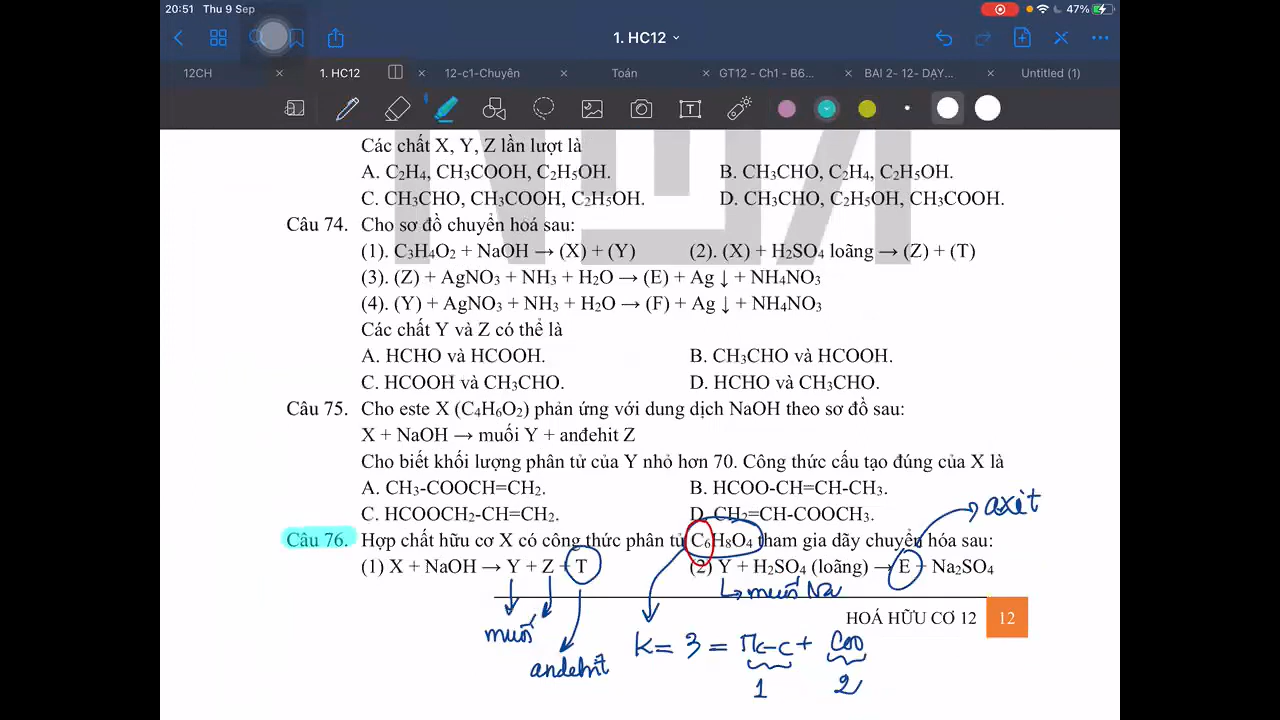 20:51 Thu 9 Sep
47%
1. HC12
12CH
1. HC12
12-c1-Chuyên
Toán
GT12 - Ch1 - B6...
BAI 2- 12- DẠY...
Untitled (1)
Các chất X, Y, Z lần lượt là
A. C2H4, CH3COOH, C2H5OH. B. CH3CHO, C2H4, C2H5OH.
C. CH3CHO, CH3COOH, C2H5OH. D. CH3CHO, C2H5OH, CH3COOH.
Câu 74. Cho sơ đồ chuyển hoá sau:
(1). C3H4O2 + NaOH → (X) + (Y) (2). (X) + H2SO4 loãng → (Z) + (T)
(3). (Z) + AgNO3 + NH3 + H2O → (E) + Ag ↓ + NH4NO3
(4). (Y) + AgNO3 + NH3 + H2O → (F) + Ag ↓ + NH4NO3
Các chất Y và Z có thể là
A. HCHO và HCOOH. B. CH3CHO và HCOOH.
C. HCOOH và CH3CHO. D. HCHO và CH3CHO.
Câu 75. Cho este X (C4H6O2) phản ứng với dung dịch NaOH theo sơ đồ sau:
X + NaOH → muối Y + anđehit Z
Cho biết khối lượng phân tử của Y nhỏ hơn 70. Công thức cấu tạo đúng của X là
A. CH3-COOCH=CH2. B. HCOO-CH=CH-CH3.
C. HCOOCH2-CH=CH2. D. CH2=CH-COOCH3.
axit
Câu 76. Hợp chất hữu cơ X có công thức phân tử C6H8O4 tham gia dãy chuyển hóa sau:
(1) X + NaOH → Y + Z + T (2) Y + H2SO4 (loãng) → E + Na2SO4
muối Na
HOÁ HỮU CƠ 12 12
muối
andehit
k = 3 = πc-c + coo
1 2